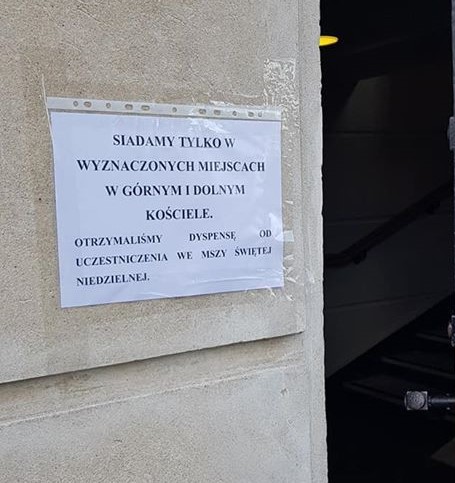 SIADAMY TYLKO W
WYZNACZONYCH MIEJSCACH
W GÓRNYM I DOLNYM
KOŚCIELE.
OTRZYMALIŚMY DYSPENSĘ OD
UCZESTNICZENIA WE MSZY ŚWIĘTEJ
NIEDZIELNEJ.